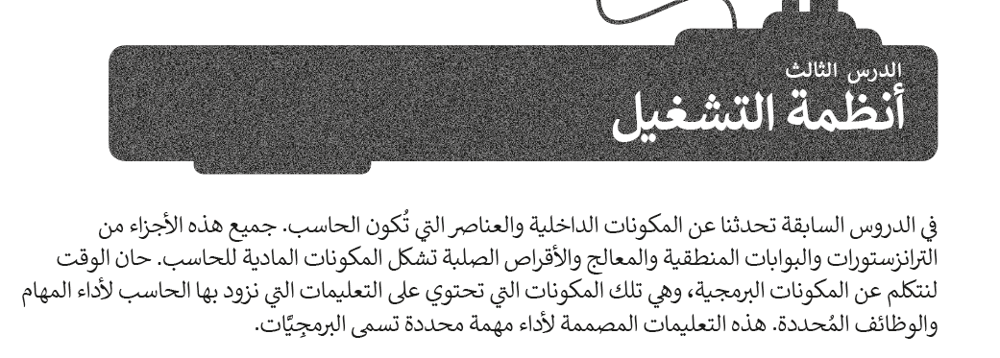 الدرس الثالث
أنظمة التشغيل
في الدروس السابقة تحدثنا عن المكونات الداخلية والعناصر التي تُكون الحاسب. جميع هذه الأجزاء من
الترانزستورات والبوابات المنطقية والمعالج والأقراص الصلبة تشكل المكونات المادية للحاسب. حان الوقت
لنتكلم عن المكونات البرمجية، وهي تلك المكونات التي تحتوي على التعليمات التي نزود بها الحاسب لأداء المهام
والوظائف المُحددة. هذه التعليمات المصممة لأداء مهمة محددة تسمى البرمجِيَّات.